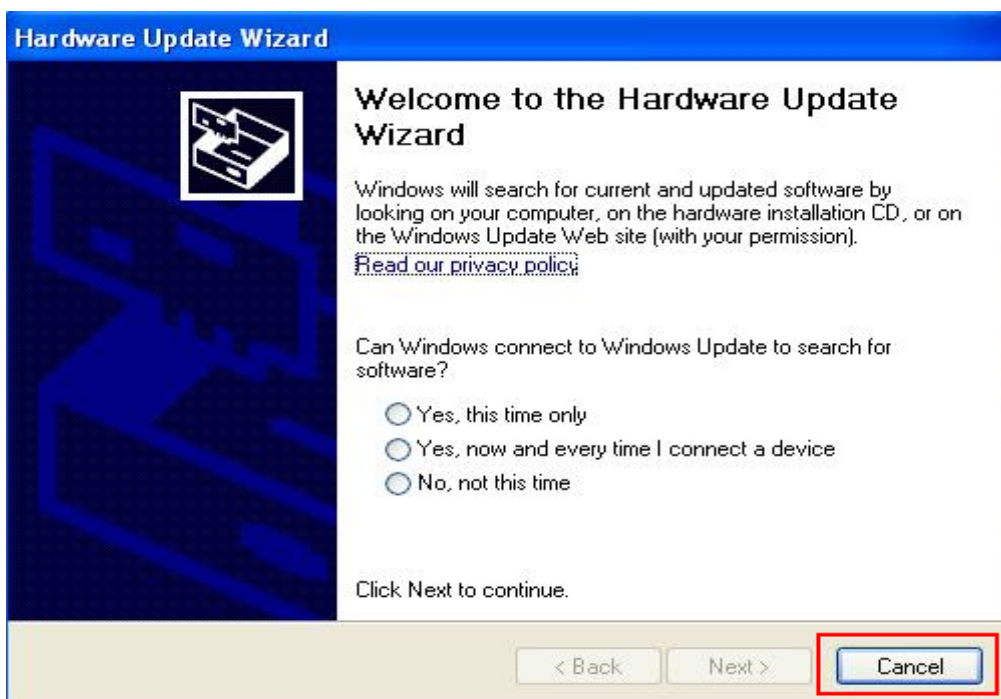 Hardware Update Wizard
Welcome to the Hardware Update
Wizard
Windows will search for current and updated software by
looking on your computer, on the hardware installation CD, or on
the Windows Update Web site (with your permission).
Read our privacy policy
Can Windows connect to Windows Update to search for
software?
Yes, this time only
Yes, now and every time I connect a device
No, not this time
Click Next to continue.
< Back Next > Cancel